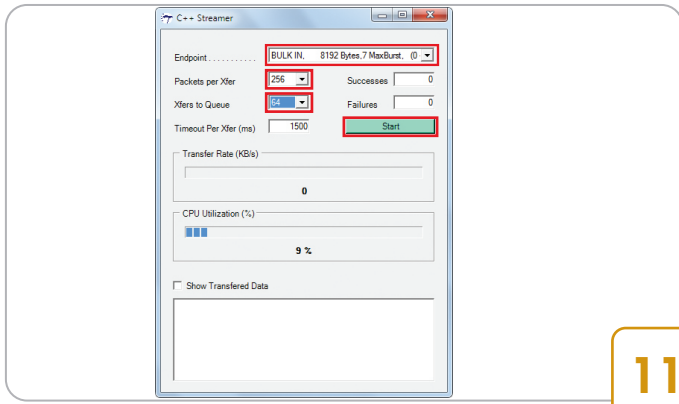 C++ Streamer
Endpoint . . . . . . . . . . . BULK IN, 8192 Bytes,7 MaxBurst, (0
Packets per Xfer 256 Successes 0
Xfers to Queue 64 Failures 0
Timeout Per Xfer (ms) 1500 Start
Transfer Rate (KB/s)
0
CPU Utilization (%)
9 %
Show Transfered Data
11